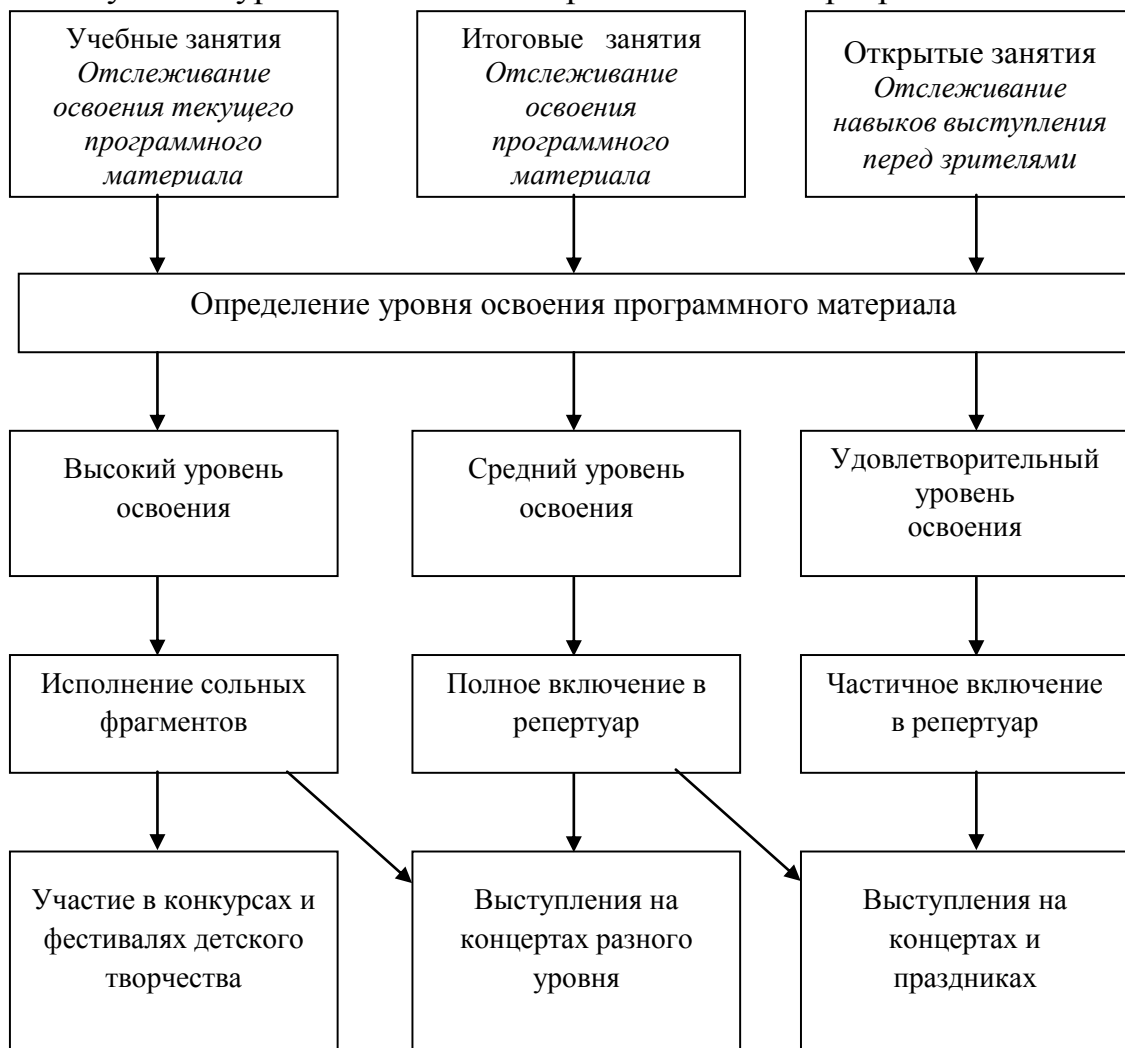 Учебные занятия
Отслеживание
освоения текущего
программного
материала
Итоговые занятия
Отслеживание
освоения
программного
материала
Открытые занятия
Отслеживание
навыков выступления
перед зрителями
Определение уровня освоения программного материала
Высокий уровень
освоения
Средний уровень
освоения
Удовлетворительный
уровень
освоения
Исполнение сольных
фрагментов
Полное включение в
репертуар
Частичное включение
в репертуар
Участие в конкурсах и
фестивалях детского
творчества
Выступления на
концертах разного
уровня
Выступления на
концертах и
праздниках